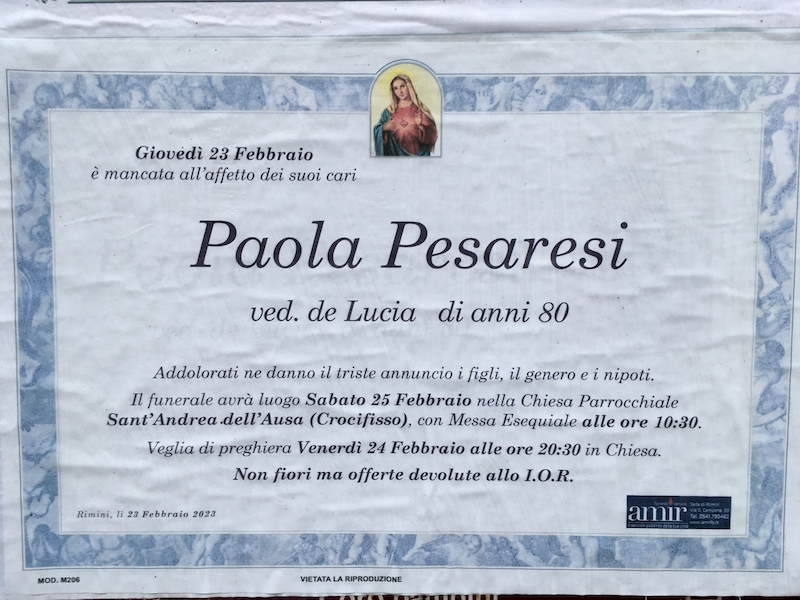 Giovedì 23 Febbraio
è mancata all'affetto dei suoi cari
Paola Pesaresi
ved. de Lucia di anni 80
Addolorati ne danno il triste annuncio i figli, il genero e i nipoti.
Il funerale avrà luogo Sabato 25 Febbraio nella Chiesa Parrocchiale
Sant'Andrea dell'Ausa (Crocifisso), con Messa Esequiale alle ore 10:30.
Veglia di preghiera Venerdì 24 Febbraio alle ore 20:30 in Chiesa.
Non fiori ma offerte devolute allo I.O.R.
Rimini, lì 23 Febbraio 2023
amir
Sede di Rimini
MOD. M206
VIETATA LA RIPRODUZIONE